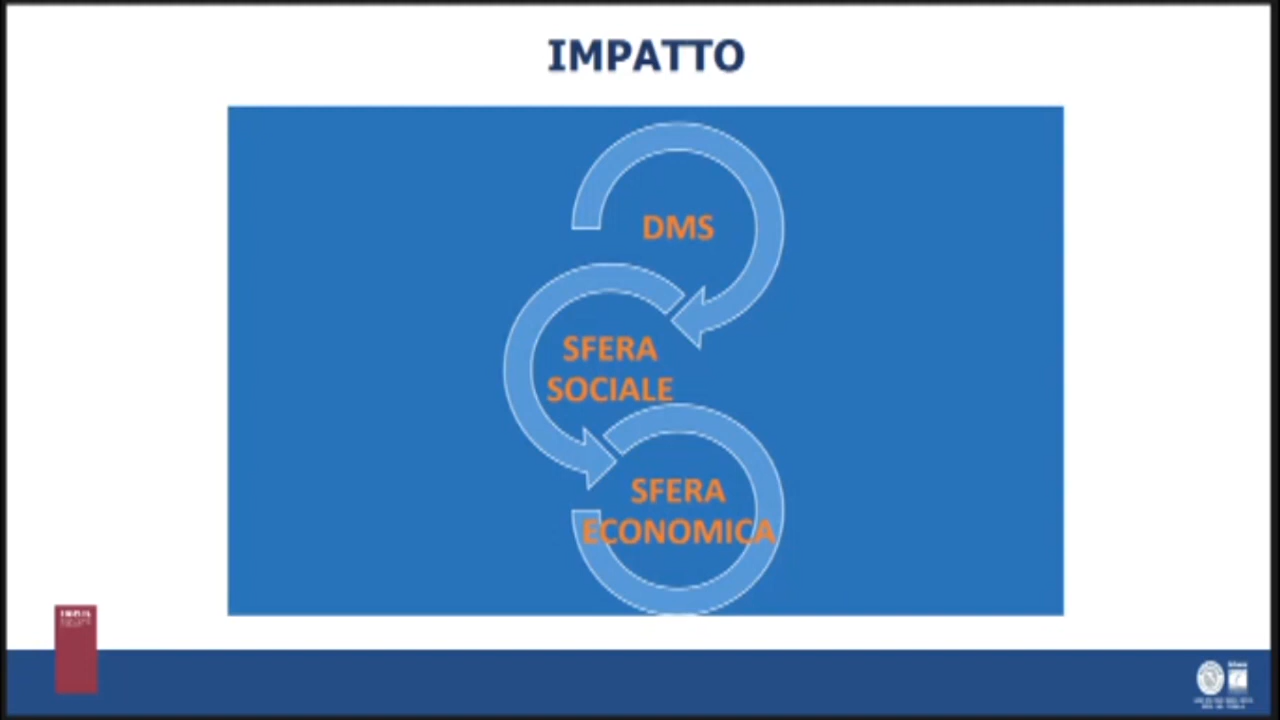 IMPATTO
DMS
SFERA
SOCIALE
SFERA
ECONOMICA